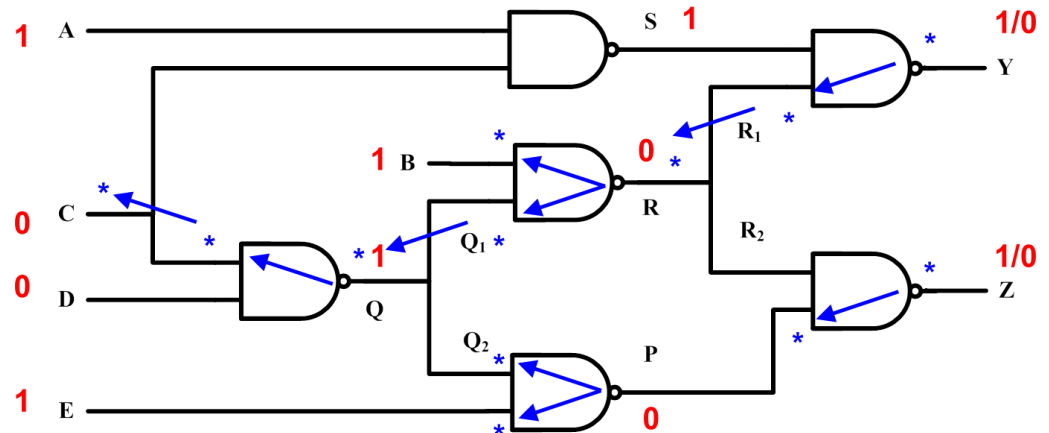 1 A S 1 * 1/0
Y
* R1
1 B * 0 *
* C R
0 * * 1 Q1 * R2
0 D Q * 1/0
Z
Q2 * P *
1 E * 0